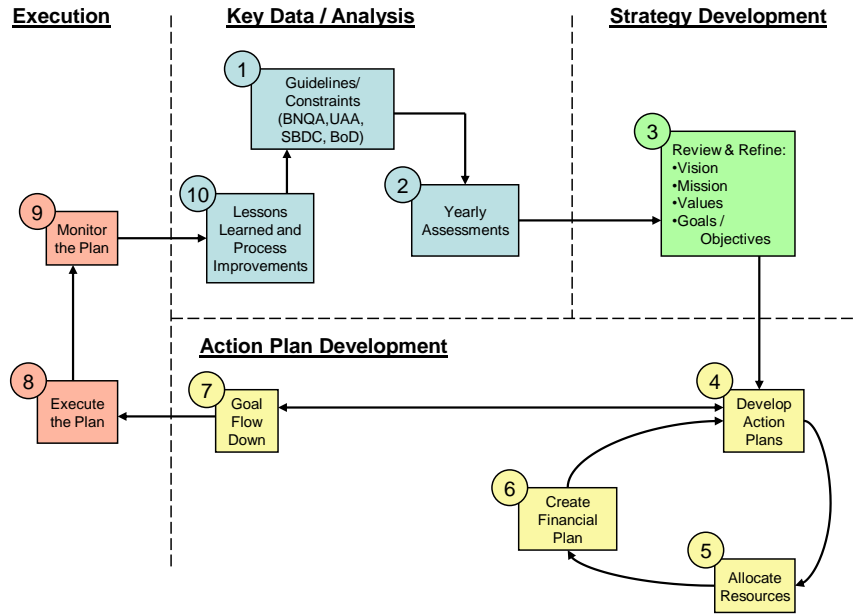 Execution
Key Data / Analysis
Strategy Development
1
Guidelines/
Constraints
(BNQA,UAA,
SBDC, BoD)
2
Yearly
Assessments
3
Review & Refine:
•Vision
•Mission
•Values
•Goals /
Objectives
10
Lessons
Learned and
Process
Improvements
9
Monitor
the Plan
Action Plan Development
8
Execute
the Plan
7
Goal
Flow
Down
4
Develop
Action
Plans
6
Create
Financial
Plan
5
Allocate
Resources